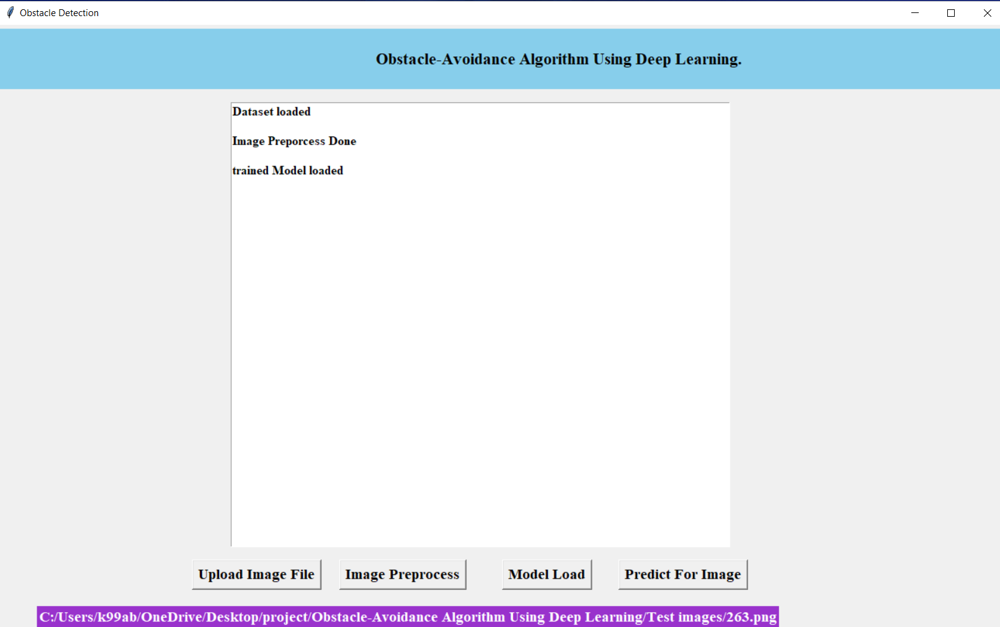 Obstacle Detection
Obstacle-Avoidance Algorithm Using Deep Learning.
Dataset loaded
Image Preporcess Done
trained Model loaded
Upload Image File
Image Preprocess
Model Load
Predict For Image
C:/Users/k99ab/OneDrive/Desktop/project/Obstacle-Avoidance Algorithm Using Deep Learning/Test images/263.png